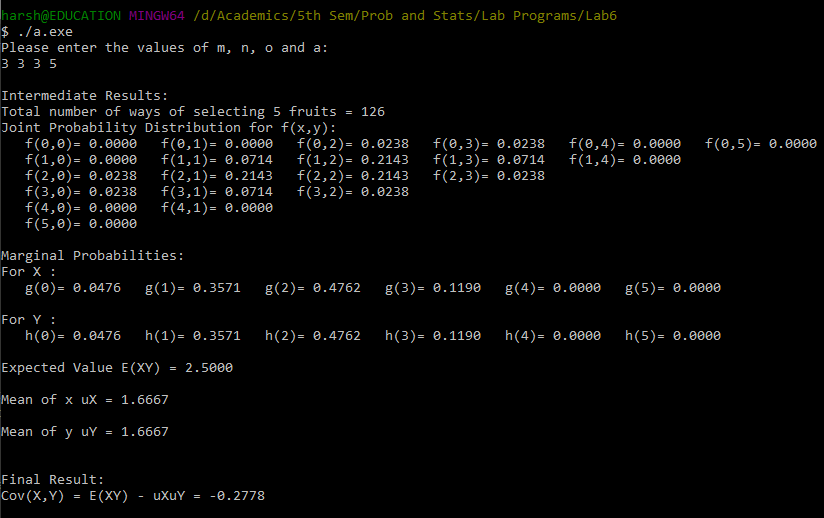 harsh@EDUCATION MINGW64 /d/Academics/5th Sem/Prob and Stats/Lab Programs/Lab6
$ ./a.exe
Please enter the values of m, n, o and a:
3 3 3 5
Intermediate Results:
Total number of ways of selecting 5 fruits = 126
Joint Probability Distribution for f(x,y):
f(0,0)= 0.0000 f(0,1)= 0.0000 f(0,2)= 0.0238 f(0,3)= 0.0238 f(0,4)= 0.0000 f(0,5)= 0.0000
f(1,0)= 0.0000 f(1,1)= 0.0714 f(1,2)= 0.2143 f(1,3)= 0.0714 f(1,4)= 0.0000
f(2,0)= 0.0238 f(2,1)= 0.2143 f(2,2)= 0.2143 f(2,3)= 0.0238
f(3,0)= 0.0238 f(3,1)= 0.0714 f(3,2)= 0.0238
f(4,0)= 0.0000 f(4,1)= 0.0000
f(5,0)= 0.0000
Marginal Probabilities:
For X :
g(0)= 0.0476 g(1)= 0.3571 g(2)= 0.4762 g(3)= 0.1190 g(4)= 0.0000 g(5)= 0.0000
For Y :
h(0)= 0.0476 h(1)= 0.3571 h(2)= 0.4762 h(3)= 0.1190 h(4)= 0.0000 h(5)= 0.0000
Expected Value E(XY) = 2.5000
Mean of x uX = 1.6667
Mean of y uY = 1.6667
Final Result:
Cov(X,Y) = E(XY) - uXuY = -0.2778